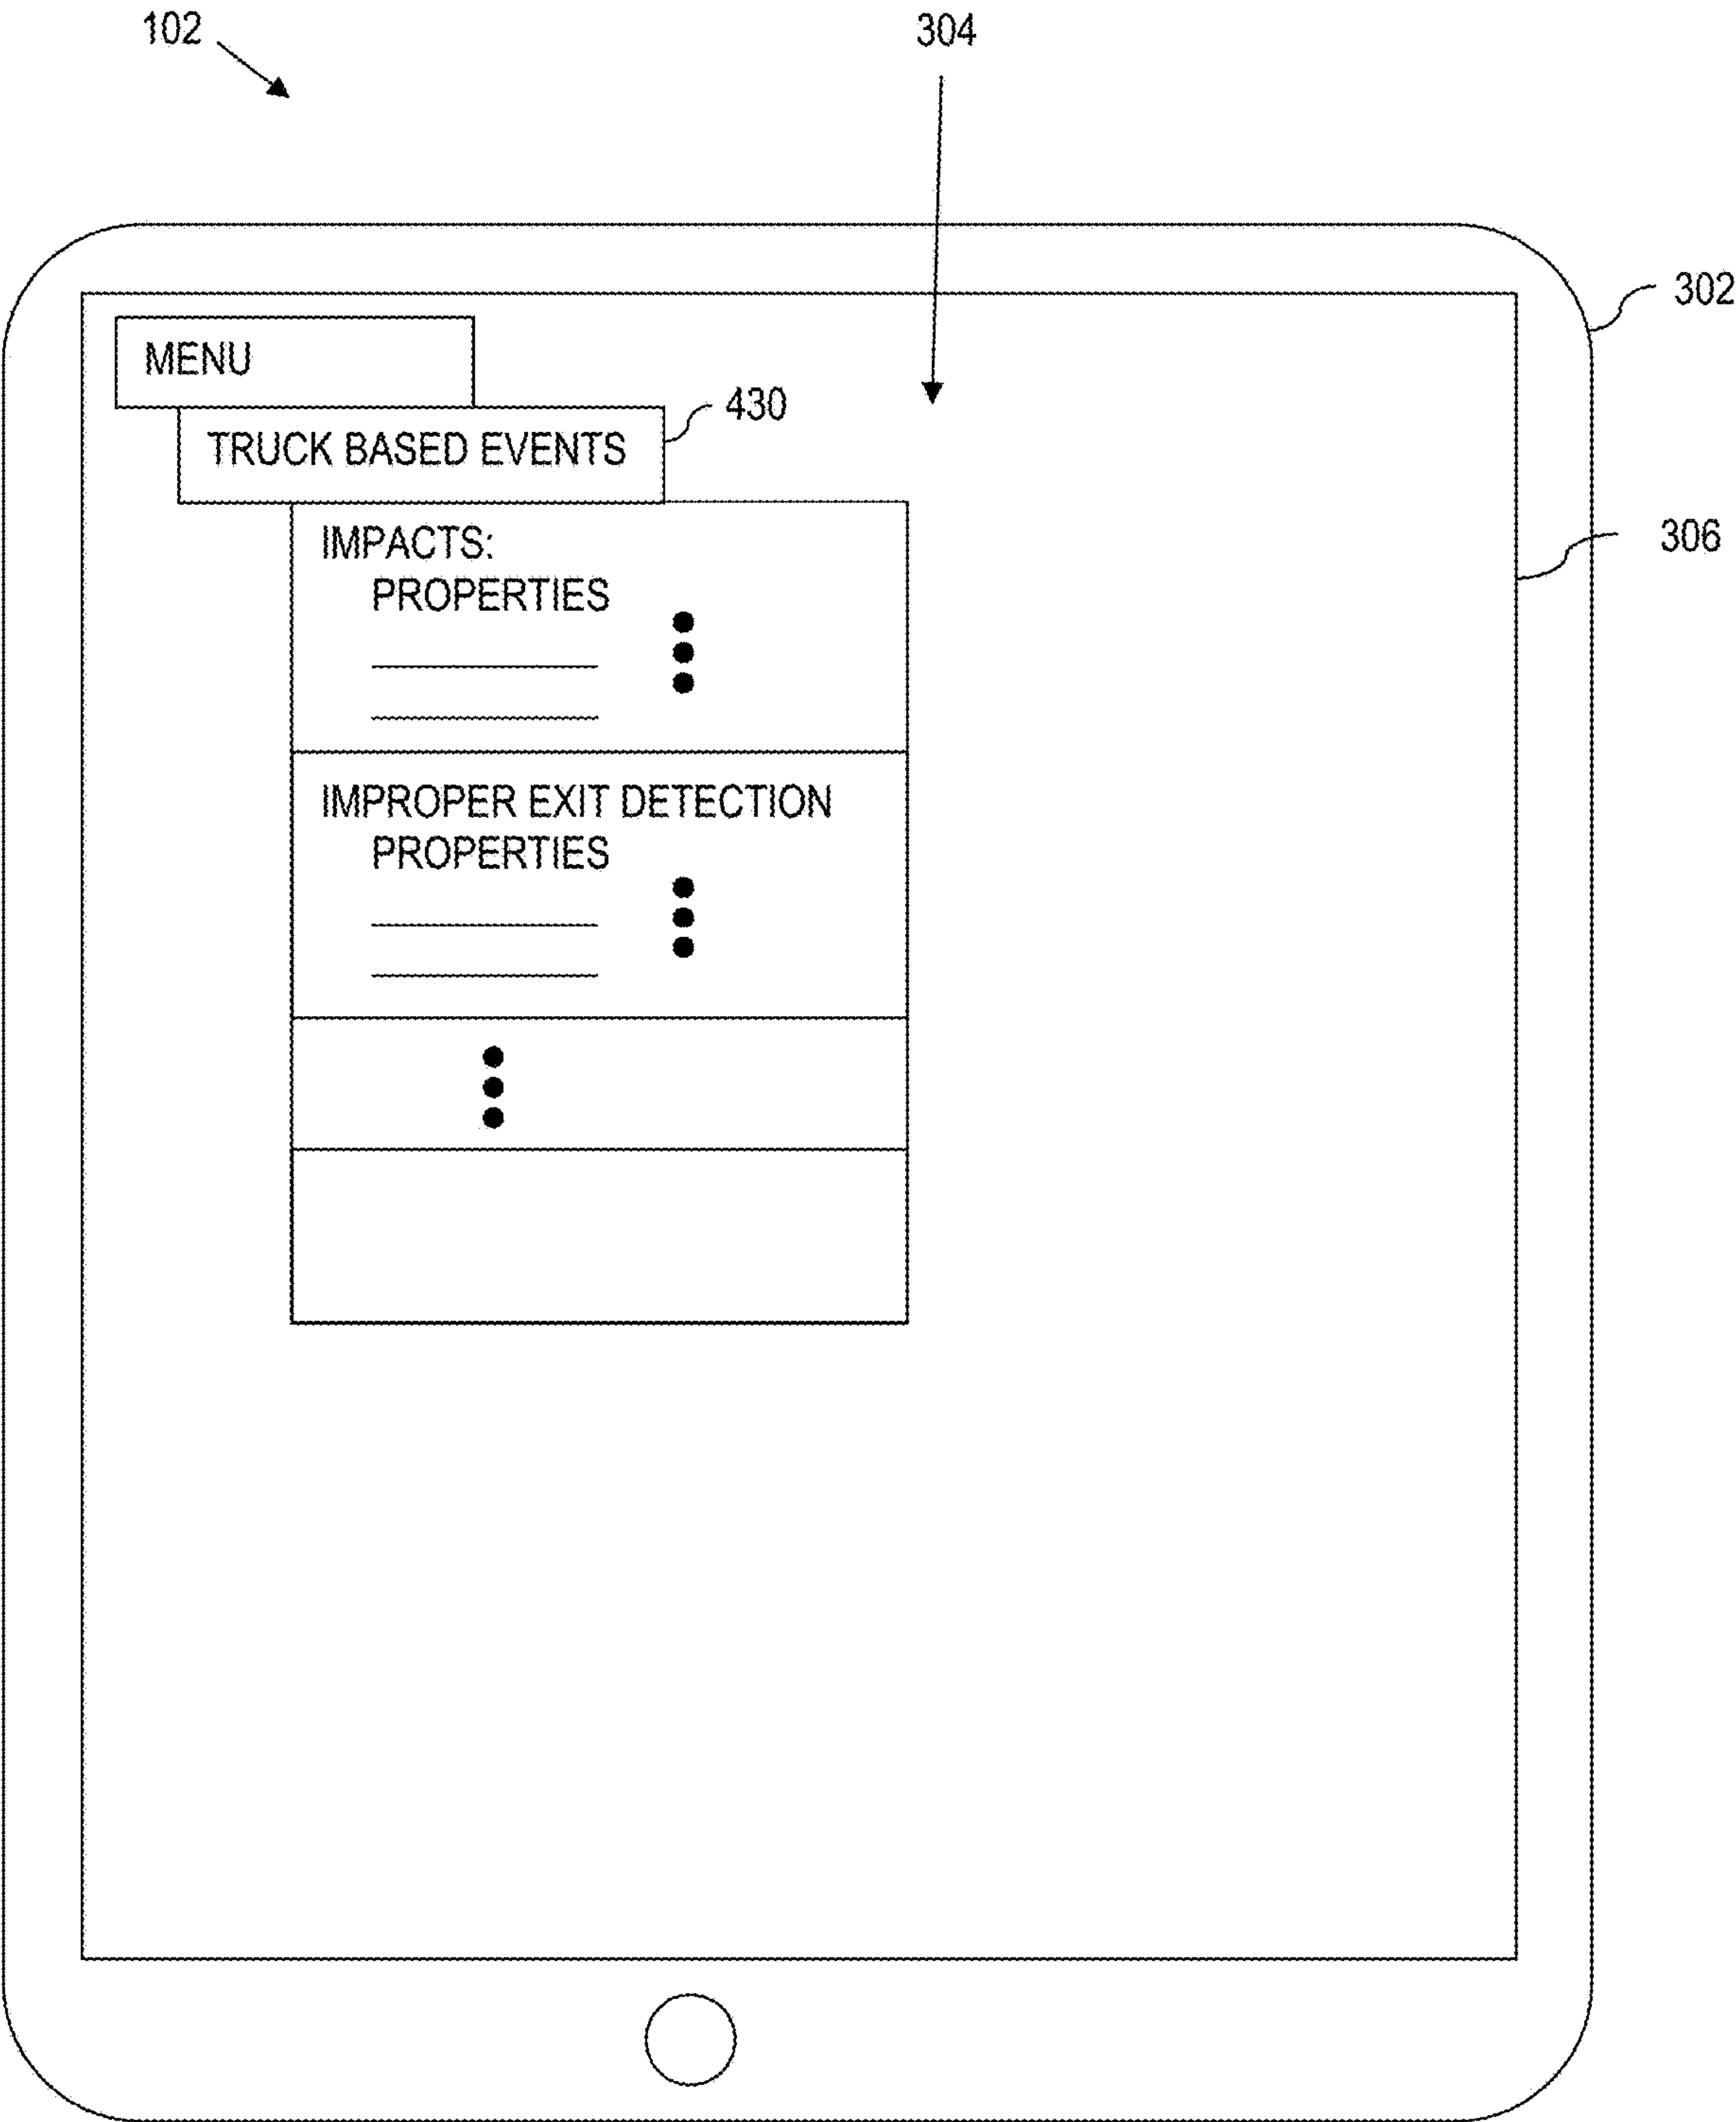 102
304
302
MENU
430
TRUCK BASED EVENTS
306
IMPACTS:
PROPERTIES
IMPROPER EXIT DETECTION
PROPERTIES